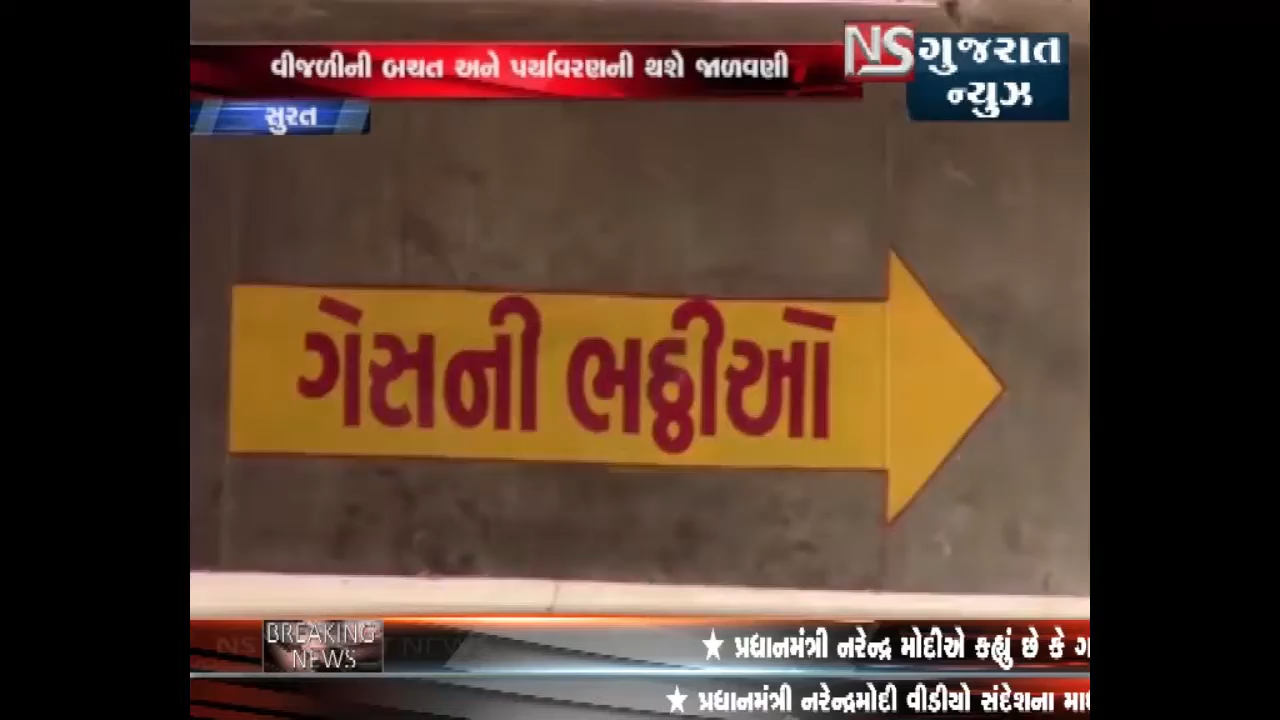 વીજળીની બચત અને પર્યાવરણની થશે જાળવણી
NS ગુજરાત
ન્યુઝ
સુરત
ગેસની ભઠ્ઠીઓ
BREAKING
NEWS
★ પ્રધાનમંત્રી નરેન્દ્ર મોદીએ કહ્યું છે કે
★ પ્રધાનમંત્રી નરેન્દ્રમોદી વીડીયો સંદેશના